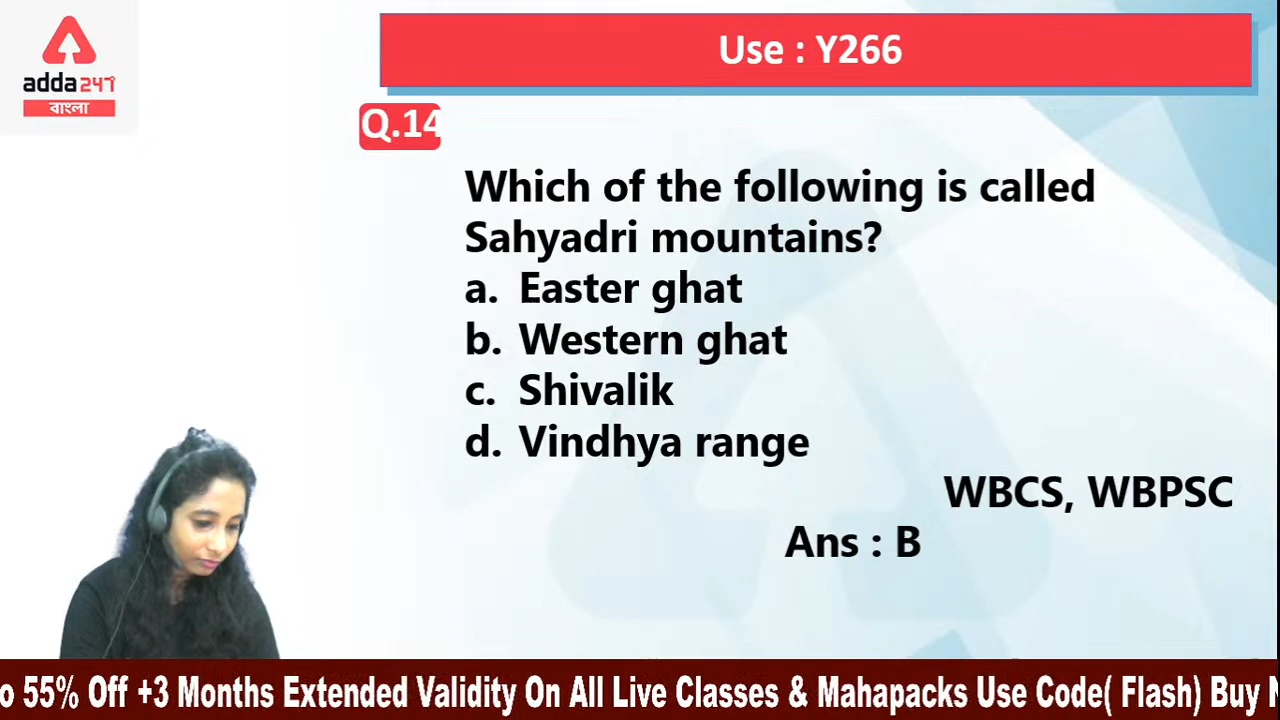 adda247
বাংলা
Use : Y266
Q.14
Which of the following is called
Sahyadri mountains?
a. Easter ghat
b. Western ghat
c. Shivalik
d. Vindhya range
WBCS, WBPSC
Ans : B
55% Off +3 Months Extended Validity On All Live Classes & Mahapacks Use Code( Flash) Buy